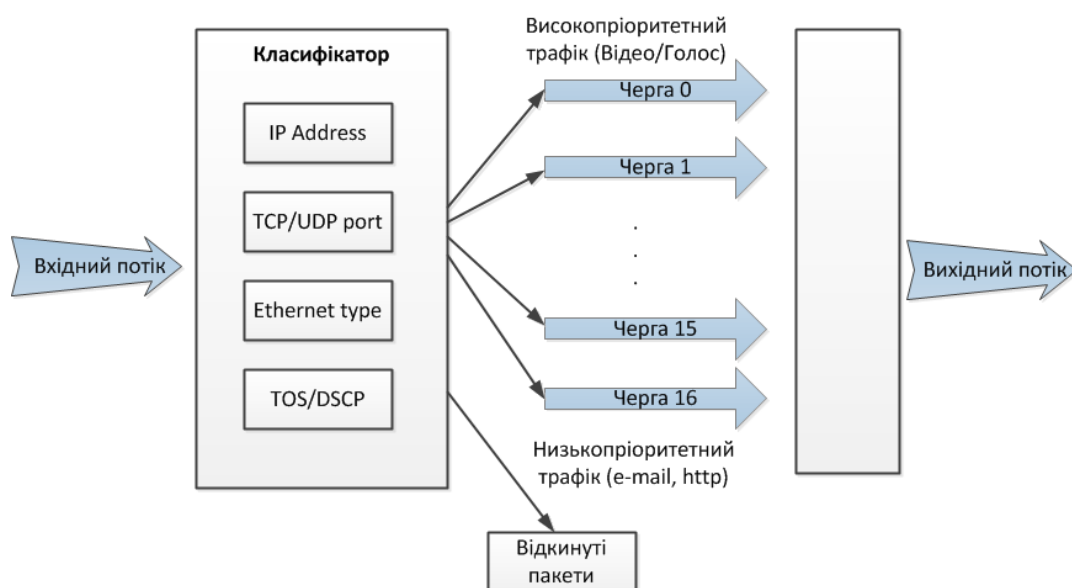 Класифікатор
IP Address
TCP/UDP port
Ethernet type
TOS/DSCP
Вхідний потік
Високопріоритетний
трафік (Відео/Голос)
Черга 0
Черга 1
.
.
.
Черга 15
Черга 16
Низькопріоритетний
трафік (e-mail, http)
Відкинуті
пакети
Вихідний потік